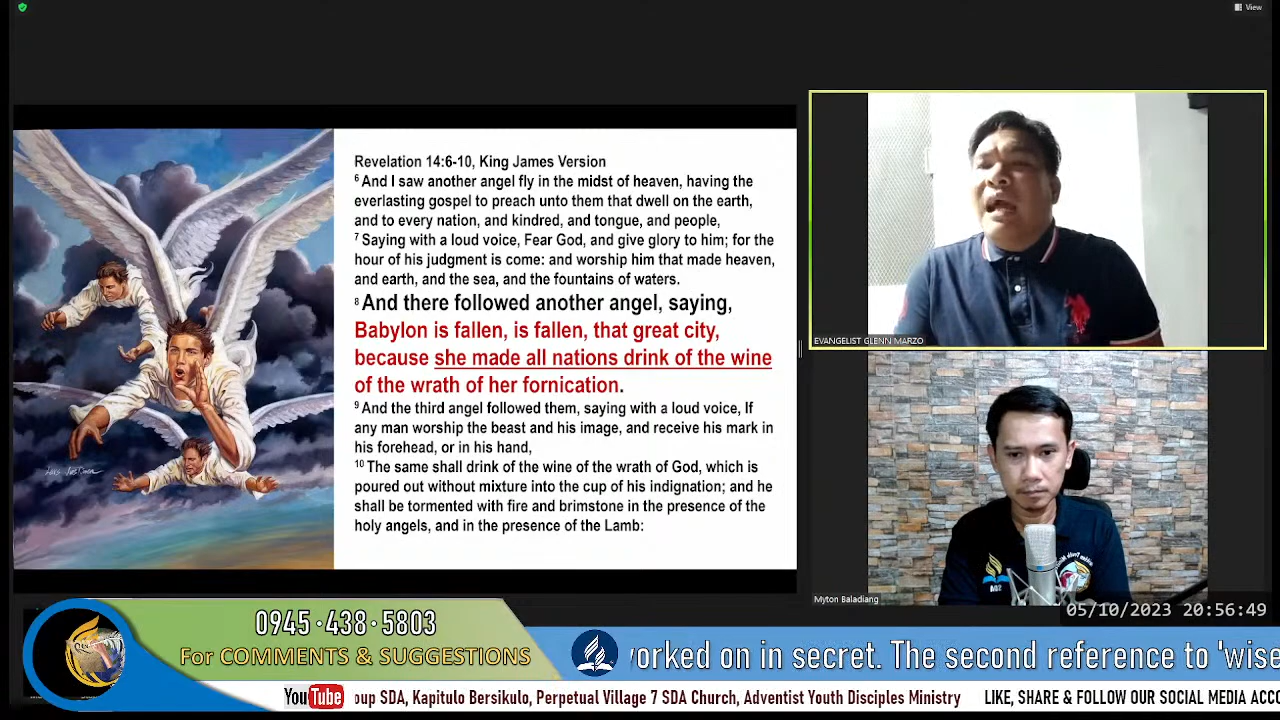 View
Revelation 14:6-10, King James Version
6 And I saw another angel fly in the midst of heaven, having the
everlasting gospel to preach unto them that dwell on the earth,
and to every nation, and kindred, and tongue, and people,
7 Saying with a loud voice, Fear God, and give glory to him; for the
hour of his judgment is come: and worship him that made heaven,
and earth, and the sea, and the fountains of waters.
8 And there followed another angel, saying,
Babylon is fallen, is fallen, that great city,
because she made all nations drink of the wine
of the wrath of her fornication.
9 And the third angel followed them, saying with a loud voice, If
any man worship the beast and his image, and receive his mark in
his forehead, or in his hand,
10 The same shall drink of the wine of the wrath of God, which is
poured out without mixture into the cup of his indignation; and he
shall be tormented with fire and brimstone in the presence of the
holy angels, and in the presence of the Lamb:
EVANGELIST GLENN MARZO
Myton Baladiang
05/10/2023 20:56:49
0945·438·5803
For COMMENTS & SUGGESTIONS
orked on in secret. The second reference to 'wise
YouTube
oup SDA, Kapitulo Bersikulo, Perpetual Village 7 SDA Church, Adventist Youth Disciples Ministry LIKE, SHARE & FOLLOW OUR SOCIAL MEDIA ACCO